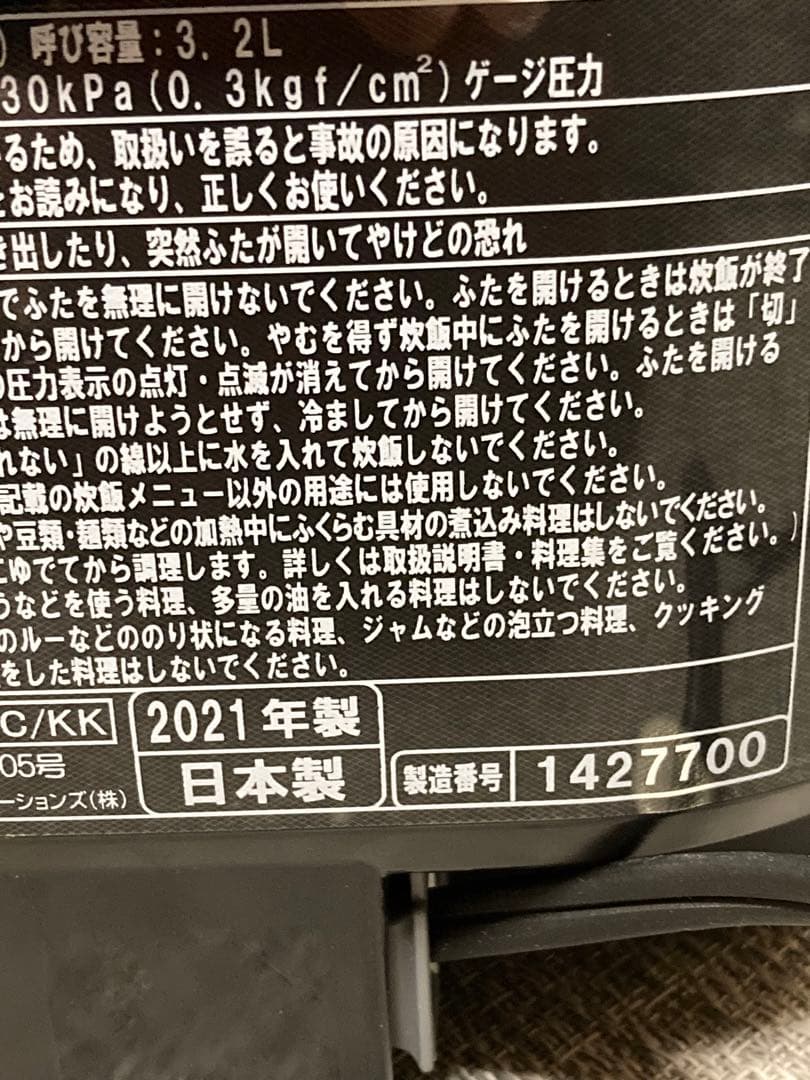 ) 呼び容量:3.2L
30kPa(0.3kgf/cm²)ゲージ圧力
るため、取扱いを誤ると事故の原因になります。
とお読みになり、正しくお使いください。
き出したり、突然ふたが開いてやけどの恐れ
でふたを無理に開けないでください。ふたを開けるときは炊飯が終了
から開けてください。やむを得ず炊飯中にふたを開けるときは「切」
の圧力表示の点灯・点滅が消えてから開けてください。ふたを開ける
は無理に開けようとせず、冷ましてから開けてください。
れない」の線以上に水を入れて炊飯しないでください。
記載の炊飯メニュー以外の用途には使用しないでください。
や豆類・麺類などの加熱中にふくらむ具材の煮込み料理はしないでください。
にゆでてから調理します。詳しくは取扱説明書・料理集をご覧ください。)
うなどを使う料理、多量の油を入れる料理はしないでください。
のルーなどののり状になる料理、ジャムなどの泡立つ料理、クッキング
をした料理はしないでください。
C/KK
05号
ーションズ(株)
2021年製
日本製
製造番号 1427700